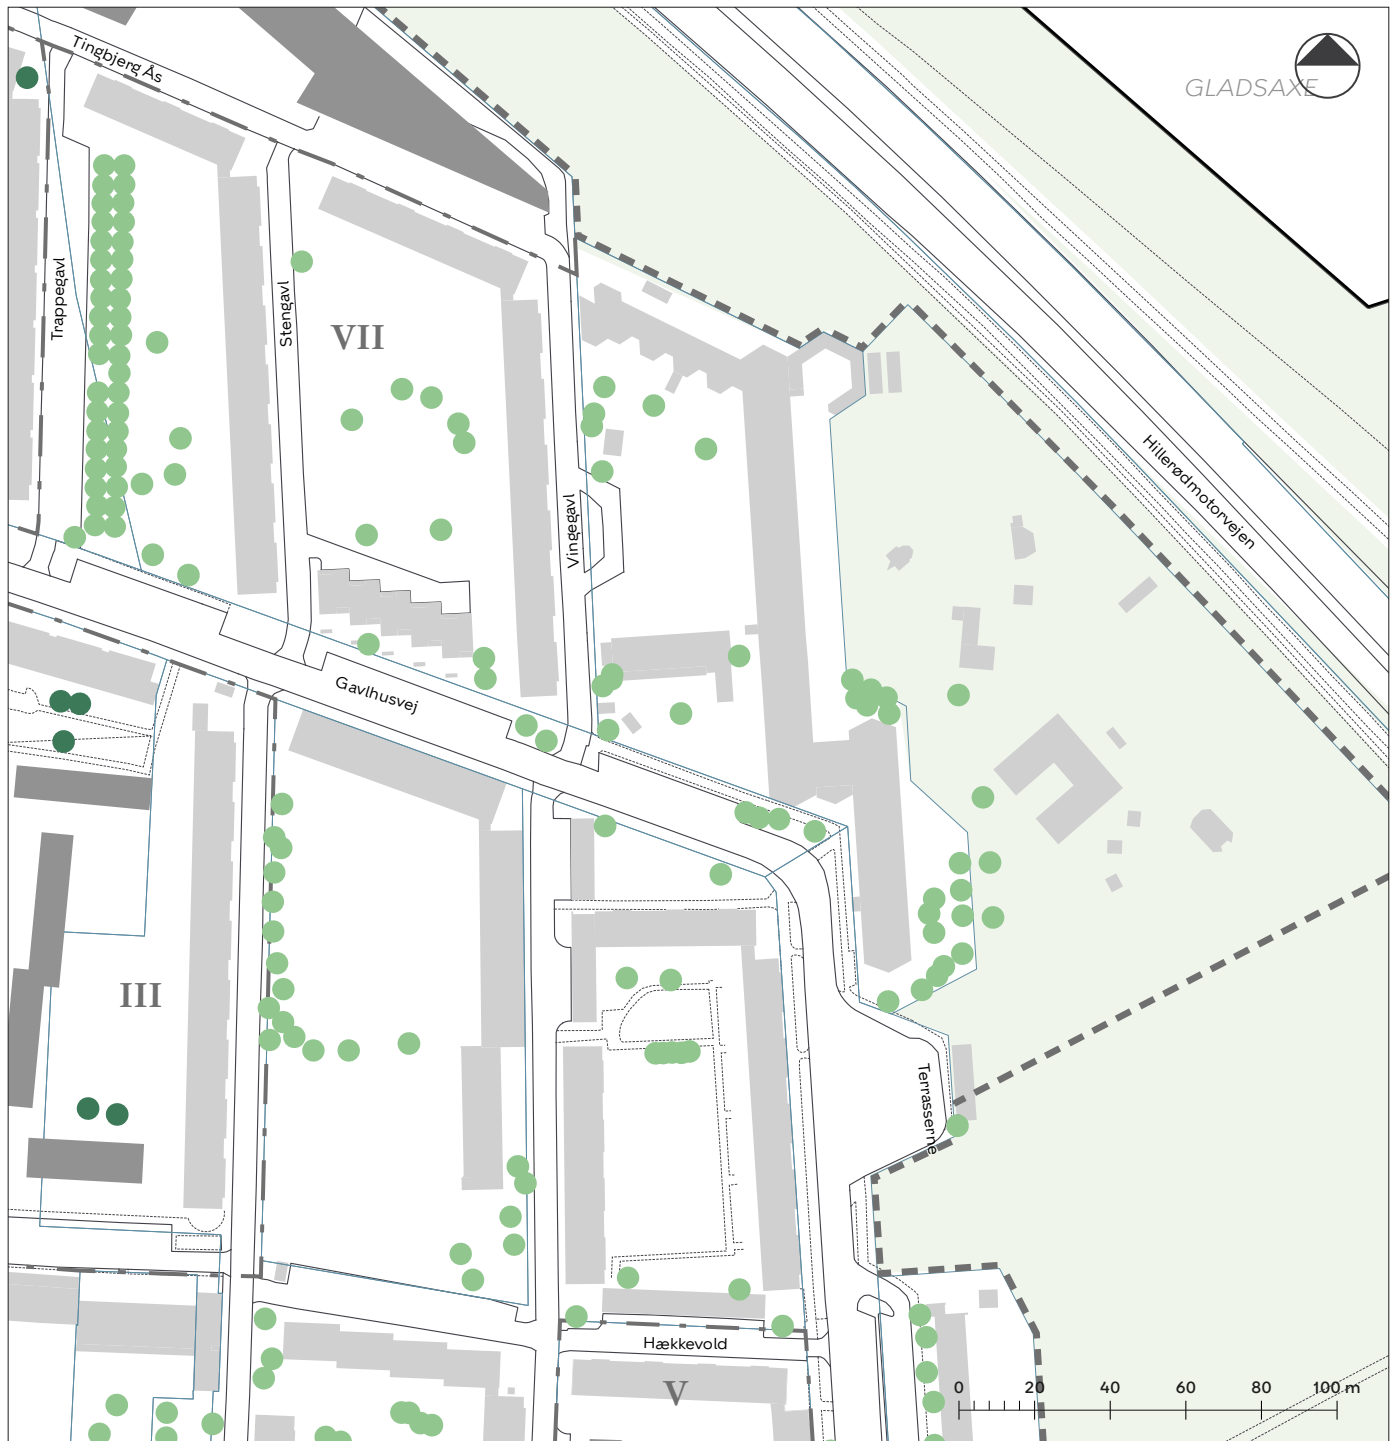 Tingbjerg Ås
GLADSAXE
Trappegavl
Stengavl
VII
Hillerødmotorvejen
Vingegavl
Gavlhusvej
III
Terrasserne
Hækkevold
V
0 20 40 60 80 100 m